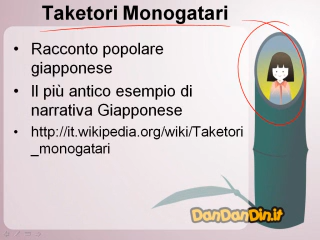 Taketori Monogatari
• Racconto popolare
giapponese
• Il più antico esempio di
narrativa Giapponese
• http://it.wikipedia.org/wiki/Taketori
_monogatari
DanDanDin.it